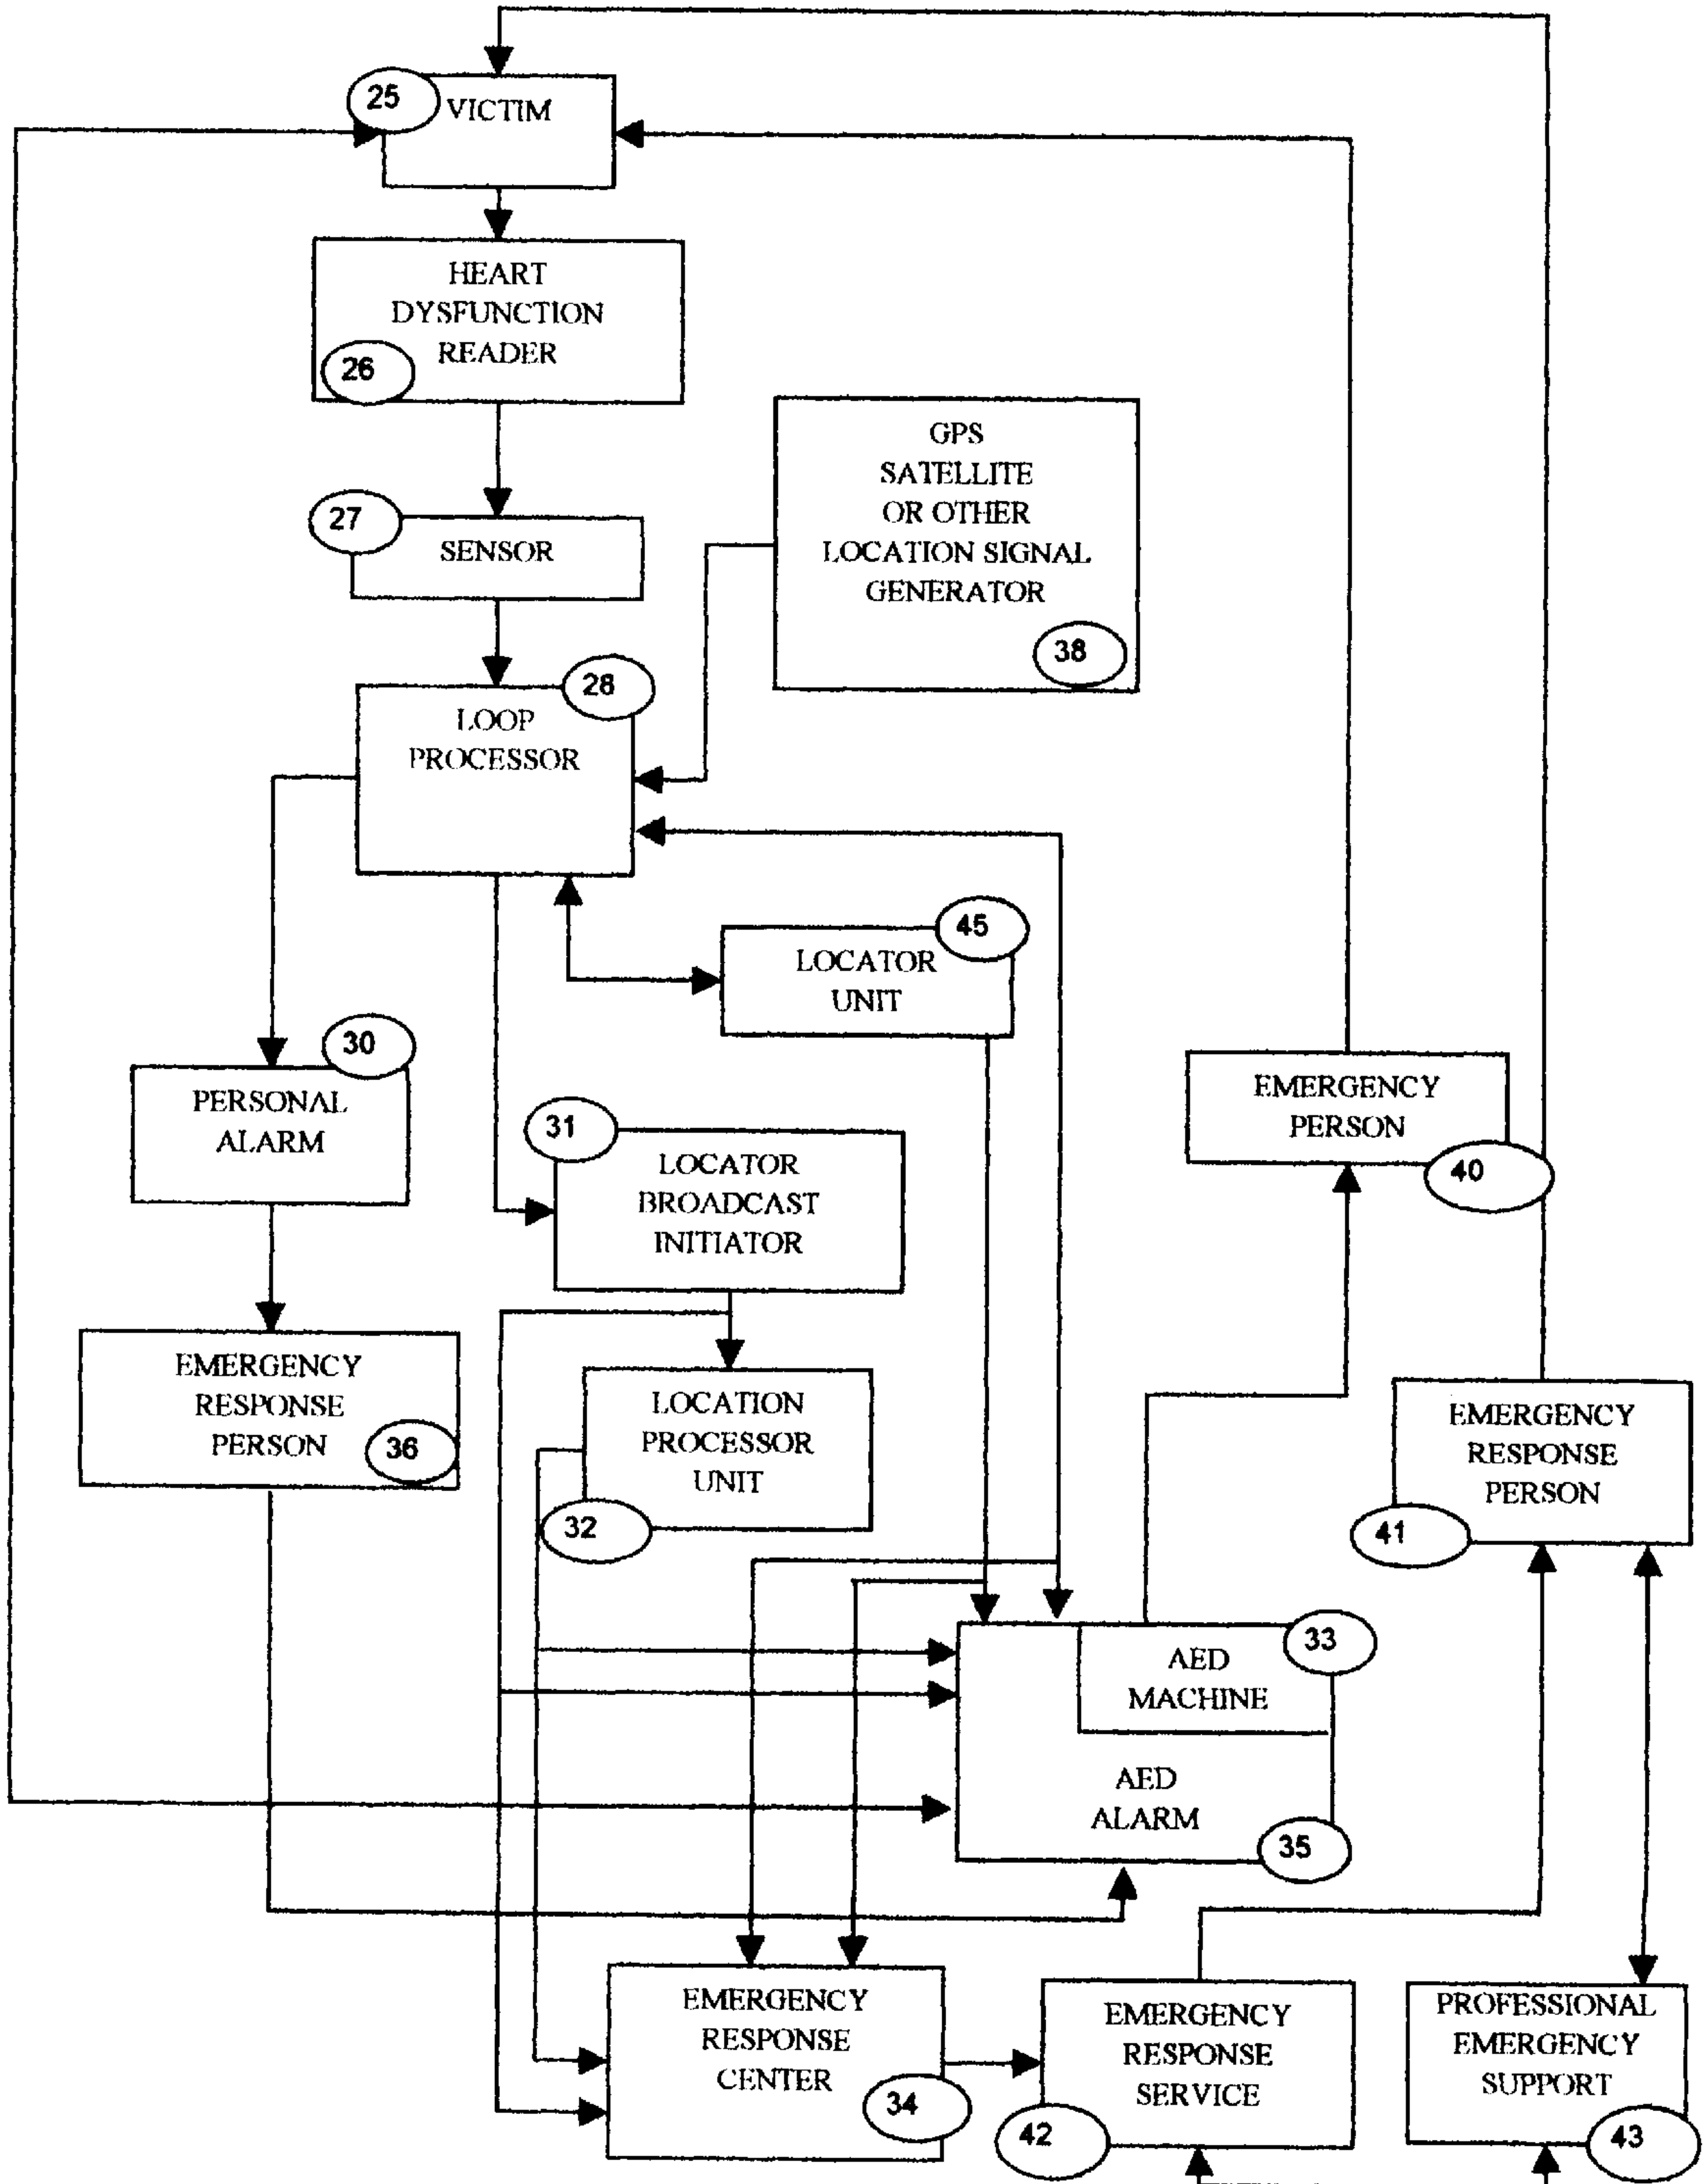 25
VICTIM
HEART
DYSFUNCTION
READER
26
GPS
SATELLITE
OR OTHER
LOCATION SIGNAL
GENERATOR
38
27
SENSOR
28
LOOP
PROCESSOR
45
LOCATOR
UNIT
30
PERSONAL
ALARM
31
LOCATOR
BROADCAST
INITIATOR
EMERGENCY
PERSON
40
EMERGENCY
RESPONSE
PERSON
36
LOCATION
PROCESSOR
UNIT
32
EMERGENCY
RESPONSE
PERSON
41
33
AED
MACHINE
AED
ALARM
35
EMERGENCY
RESPONSE
CENTER
34
EMERGENCY
RESPONSE
SERVICE
42
PROFESSIONAL
EMERGENCY
SUPPORT
43